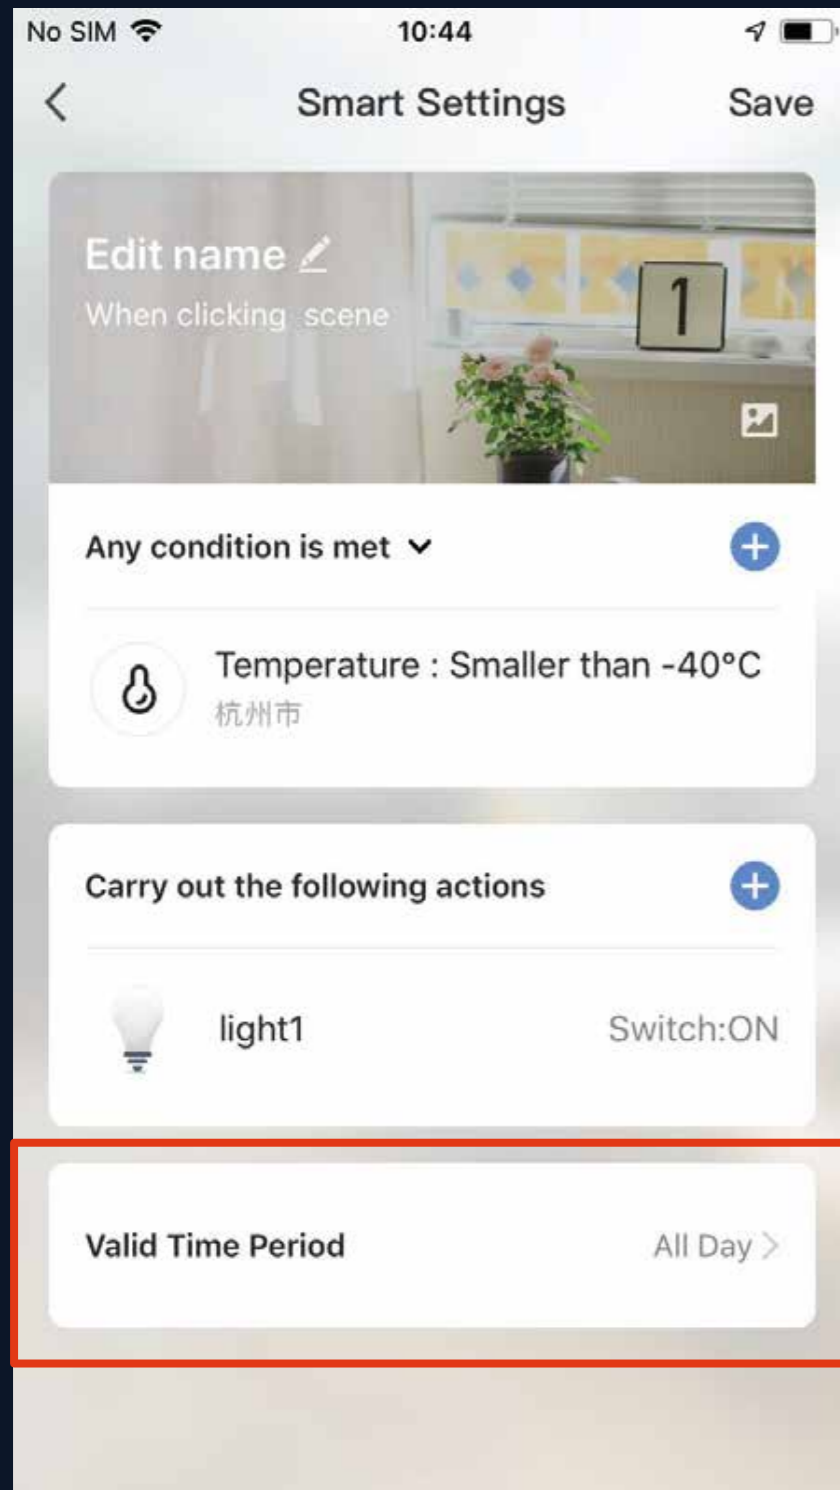 No SIM 10:44
Smart Settings Save
Edit name
When clicking scene
1
Any condition is met
Temperature : Smaller than -40°C
杭州市
Carry out the following actions
light1 Switch:ON
Valid Time Period All Day